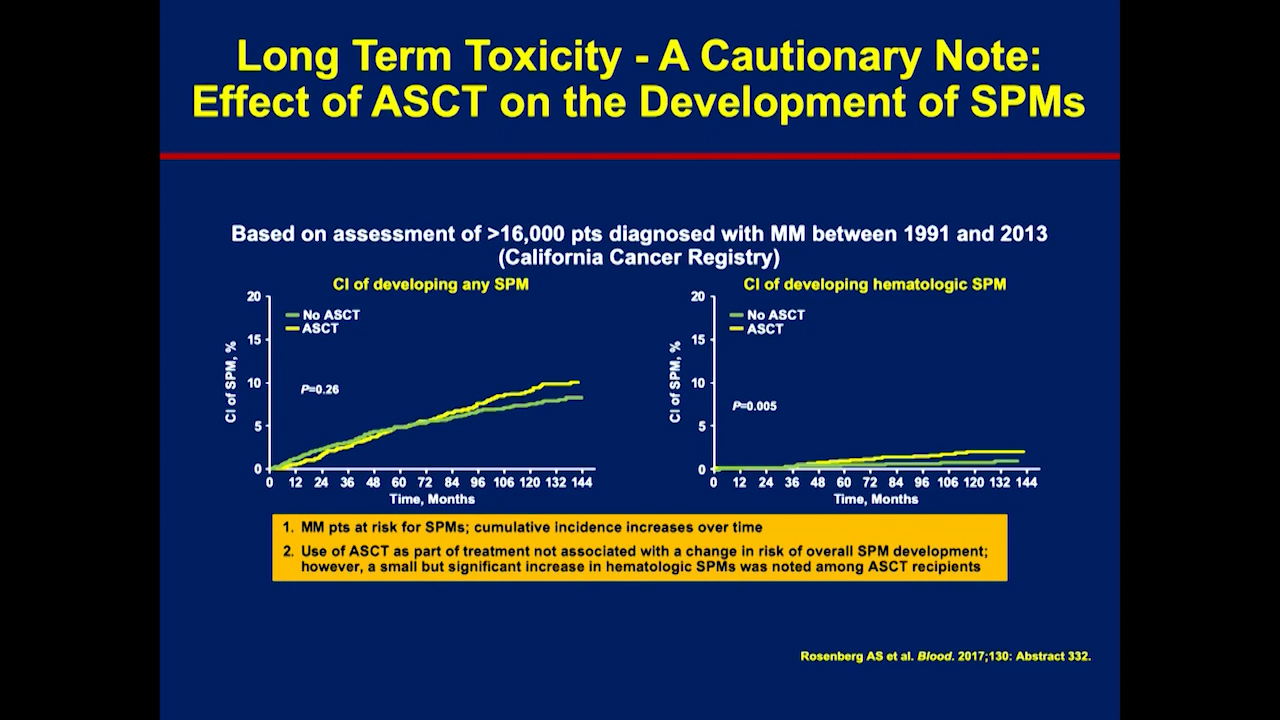 Long Term Toxicity - A Cautionary Note:
Effect of ASCT on the Development of SPMs
Based on assessment of >16,000 pts diagnosed with MM between 1991 and 2013
(California Cancer Registry)
CI of developing any SPM
CI of SPM, %
20
15
10
5
0
No ASCT
ASCT
P=0.26
0 12 24 36 48 60 72 84 96 106 120 132 144
Time, Months
CI of developing hematologic SPM
CI of SPM, %
20
15
10
5
0
No ASCT
ASCT
P=0.005
0 12 24 36 48 60 72 84 96 106 120 132 144
Time, Months
1. MM pts at risk for SPMs; cumulative incidence increases over time
2. Use of ASCT as part of treatment not associated with a change in risk of overall SPM development;
however, a small but significant increase in hematologic SPMs was noted among ASCT recipients
Rosenberg AS et al. Blood. 2017;130: Abstract 332.